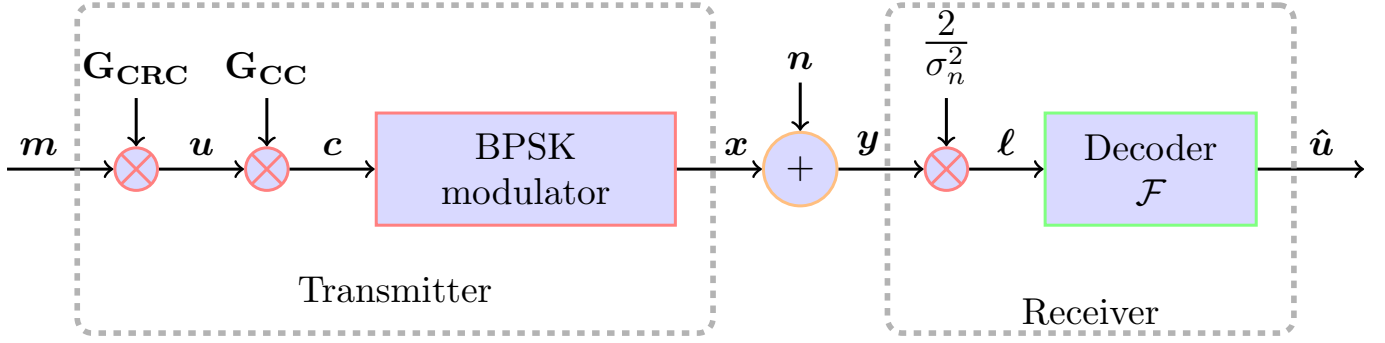 G_CRC G_CC n 2/σ_n^2
m u c BPSK modulator x + y ℓ Decoder F û
Transmitter
Receiver